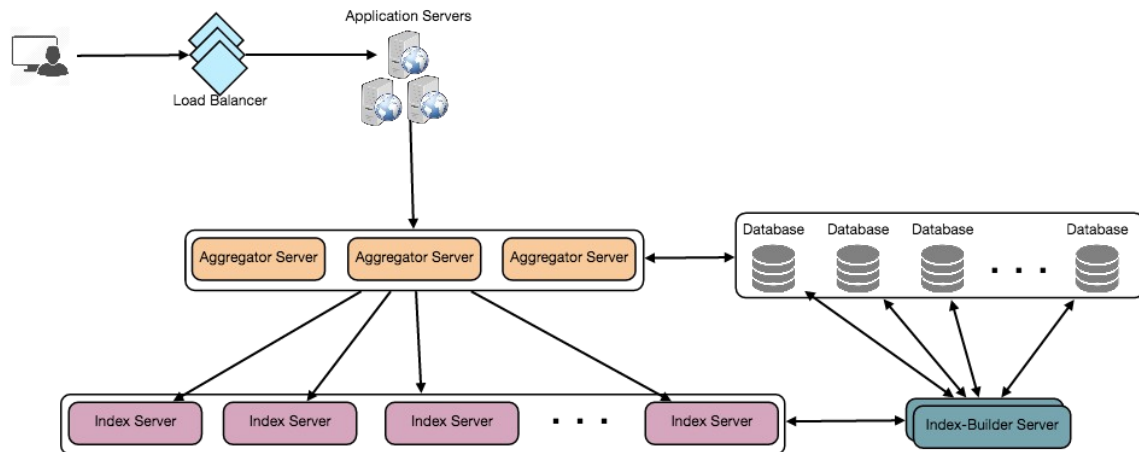 Application Servers
Load Balancer
Aggregator Server
Aggregator Server
Aggregator Server
Database
Database
Database
Database
Index Server
Index Server
Index Server
Index Server
Index-Builder Server